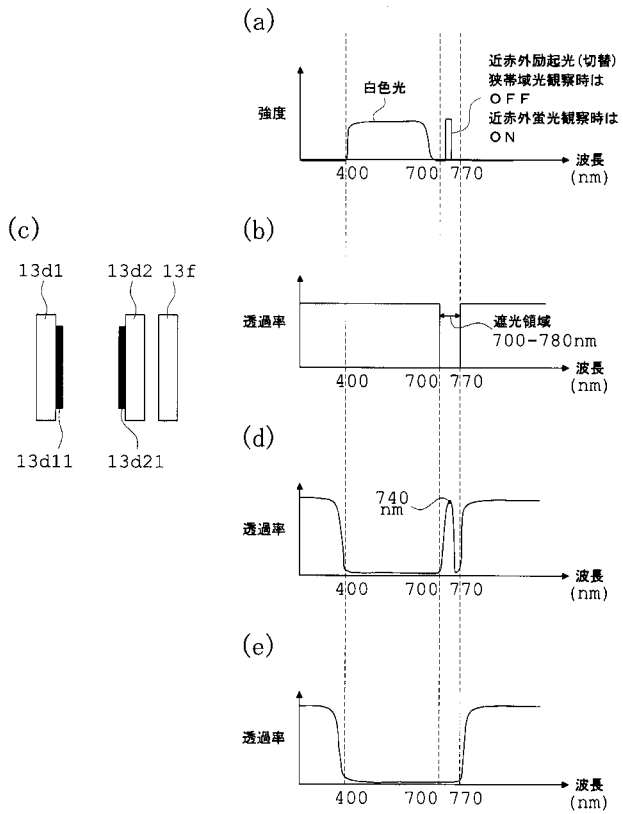 (a)
近赤外励起光(切替)
狭帯域光観察時は
OFF
近赤外蛍光観察時は
ON
白色光
強度
波長
(nm)
400
700
770
(b)
透過率
遮光領域
700-780nm
波長
(nm)
400
700
770
(c)
13d1
13d2
13f
13d11
13d21
(d)
740
nm
透過率
波長
(nm)
400
700
770
(e)
透過率
波長
(nm)
400
700
770